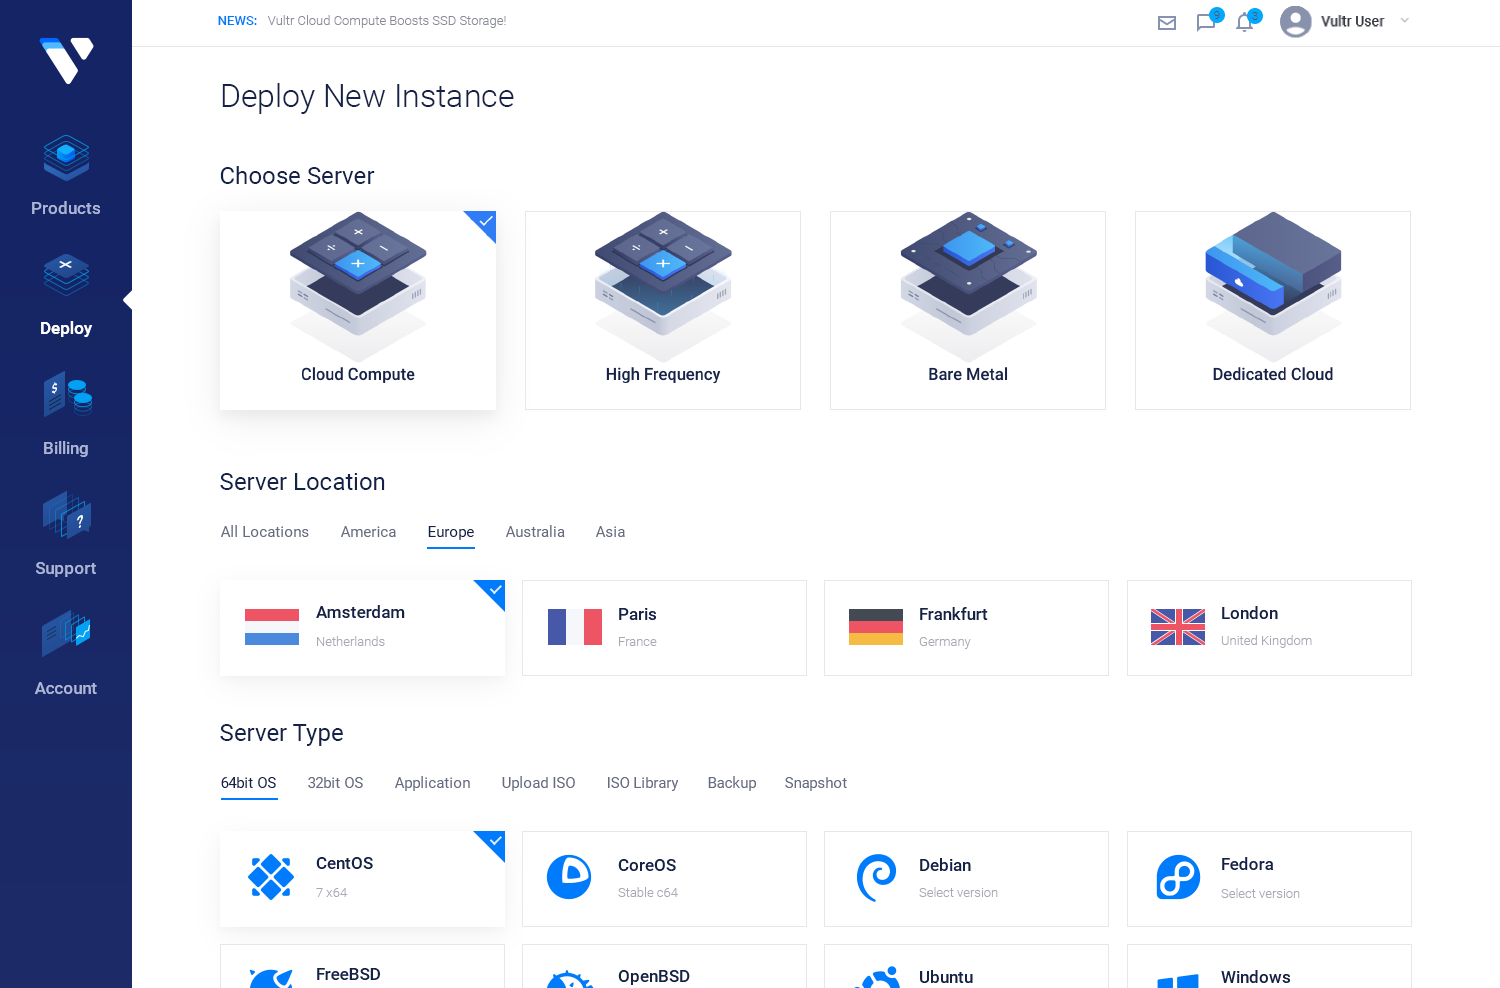 NEWS: Vultr Cloud Compute Boosts SSD Storage!
9
3
Vultr User
Products
Deploy
$
Billing
?
Support
Account
Deploy New Instance
Choose Server
Cloud Compute
High Frequency
Bare Metal
Dedicated Cloud
Server Location
All Locations America Europe Australia Asia
Amsterdam
Netherlands
Paris
France
Frankfurt
Germany
London
United Kingdom
Server Type
64bit OS 32bit OS Application Upload ISO ISO Library Backup Snapshot
CentOS
7 x64
CoreOS
Stable c64
Debian
Select version
Fedora
Select version
FreeBSD
OpenBSD
Ubuntu
Windows